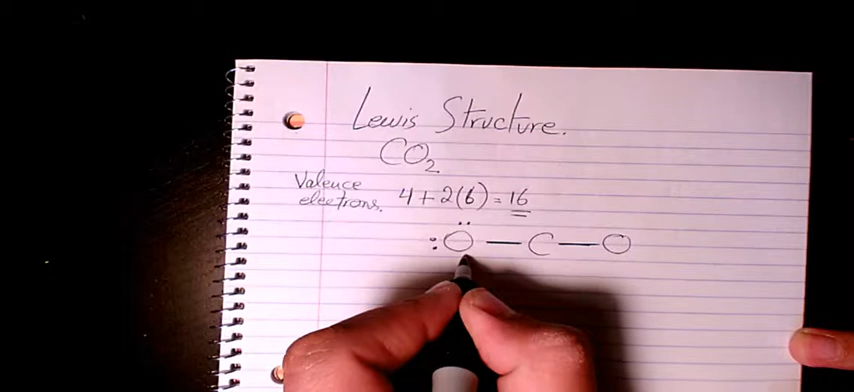 Lewis Structure.
CO₂
Valence
electrons. 4+2(6)=16
:Ö — C — O